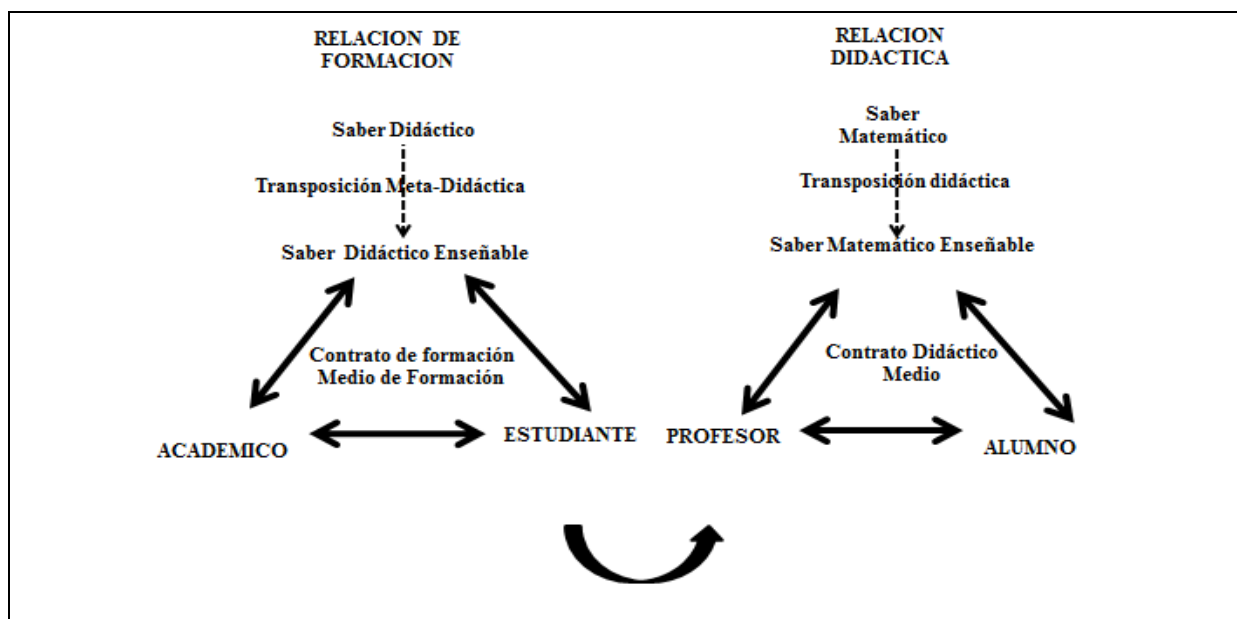 RELACION DE
FORMACION
Saber Didáctico
Transposición Meta-Didáctica
Saber Didáctico Enseñable
Contrato de formación
Medio de Formación
ACADEMICO
ESTUDIANTE
RELACION
DIDACTICA
Saber
Matemático
Transposición didáctica
Saber Matemático Enseñable
Contrato Didáctico
Medio
PROFESOR
ALUMNO